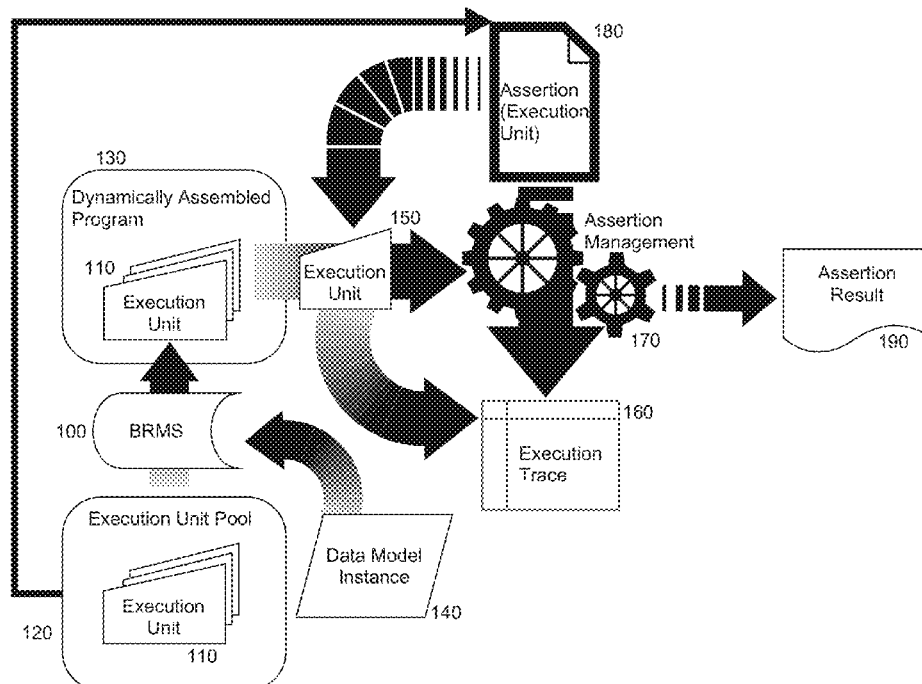 180
Assertion
(Execution
Unit)
130
Dynamically Assembled
Program
110
Execution
Unit
150
Execution
Unit
Assertion
Management
170
Assertion
Result
190
100
BRMS
160
Execution
Trace
Execution Unit Pool
Execution
Unit
110
120
Data Model
Instance
140